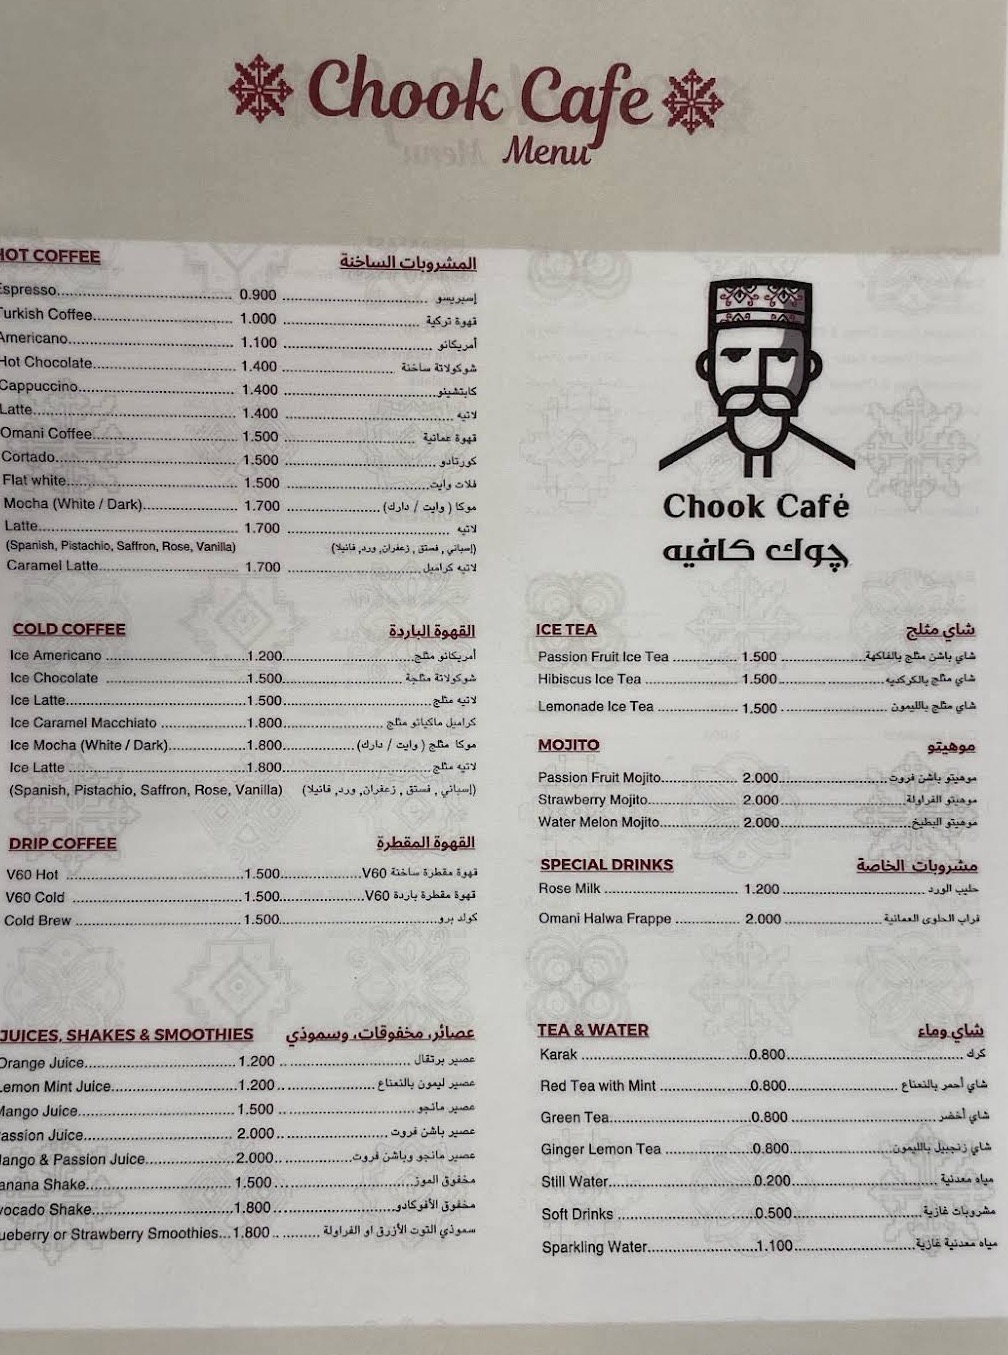 Chook Cafe
Menu
HOT COFFEE المشروبات الساخنة
Espresso 0.900 إسبريسو
Turkish Coffee 1.000 قهوة تركية
Americano 1.100 أمريكانو
Hot Chocolate 1.400 شوكولاتة ساخنة
Cappuccino 1.400 كابتشينو
Latte 1.400 لاتيه
Omani Coffee 1.500 قهوة عمانية
Cortado 1.500 كورتادو
Flat white 1.500 فلات وايت
Mocha (White / Dark) 1.700 موكا ( وايت / دارك)
Latte 1.700 لاتيه
(Spanish, Pistachio, Saffron, Rose, Vanilla) (إسباني , فستق , زعفران, ورد, فانيلا)
Caramel Latte 1.700 لاتيه كراميل
COLD COFFEE القهوة الباردة
Ice Americano 1.200 أمريكانو مثلج
Ice Chocolate 1.500 شوكولاتة مثلجة
Ice Latte 1.500 لاتيه مثلج
Ice Caramel Macchiato 1.800 كراميل ماكياتو مثلج
Ice Mocha (White / Dark) 1.800 موكا مثلج ( وايت / دارك)
Ice Latte 1.800 لاتيه مثلج
(Spanish, Pistachio, Saffron, Rose, Vanilla) (إسباني , فستق , زعفران, ورد, فانيلا)
DRIP COFFEE القهوة المقطرة
V60 Hot 1.500 قهوة مقطرة ساخنة V60
V60 Cold 1.500 قهوة مقطرة باردة V60
Cold Brew 1.500 كولد برو
JUICES, SHAKES & SMOOTHIES عصائر, مخفوقات, وسموذي
Orange Juice 1.200 عصير برتقال
Lemon Mint Juice 1.200 عصير ليمون بالنعناع
Mango Juice 1.500 عصير مانجو
Passion Juice 2.000 عصير باشن فروت
Mango & Passion Juice 2.000 عصير مانجو وباشن فروت
Banana Shake 1.500 مخفوق الموز
Avocado Shake 1.800 مخفوق الأفوكادو
Blueberry or Strawberry Smoothies 1.800 سموذي التوت الأزرق او الفراولة
Chook Café
چوك كافيه
ICE TEA شاي مثلج
Passion Fruit Ice Tea 1.500 شاي باشن مثلج بالفاكهة
Hibiscus Ice Tea 1.500 شاي مثلج بالكركديه
Lemonade Ice Tea 1.500 شاي مثلج بالليمون
MOJITO موهيتو
Passion Fruit Mojito 2.000 موهيتو باشن فروت
Strawberry Mojito 2.000 موهيتو الفراولة
Water Melon Mojito 2.000 موهيتو البطيخ
SPECIAL DRINKS مشروبات الخاصة
Rose Milk 1.200 حليب الورد
Omani Halwa Frappe 2.000 فراب الحلوى العمانية
TEA & WATER شاي وماء
Karak 0.800 كرك
Red Tea with Mint 0.800 شاي أحمر بالنعناع
Green Tea 0.800 شاي أخضر
Ginger Lemon Tea 0.800 شاي زنجبيل بالليمون
Still Water 0.200 مياه معدنية
Soft Drinks 0.500 مشروبات غازية
Sparkling Water 1.100 مياه معدنية غازية